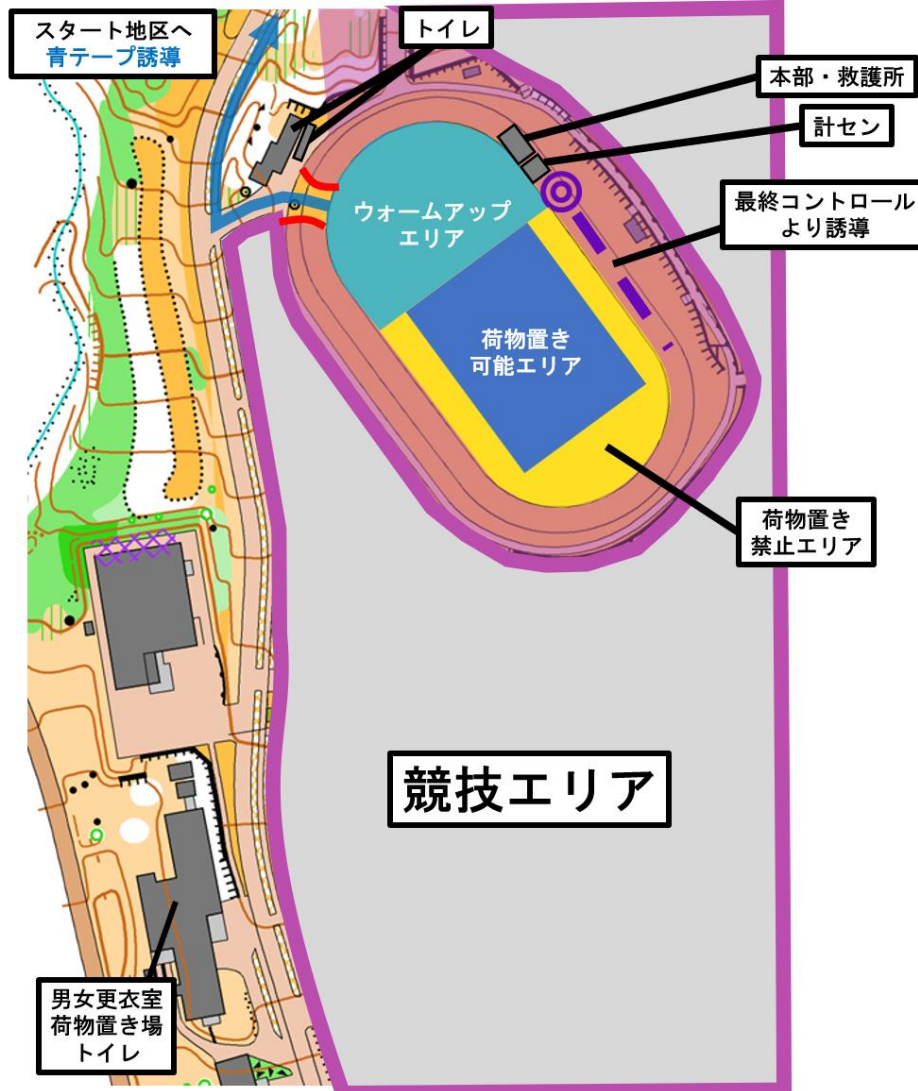 スタート地区へ
青テープ誘導
トイレ
本部・救護所
計セン
最終コントロール
より誘導
ウォームアップ
エリア
荷物置き
可能エリア
荷物置き
禁止エリア
競技エリア
男女更衣室
荷物置き場
トイレ